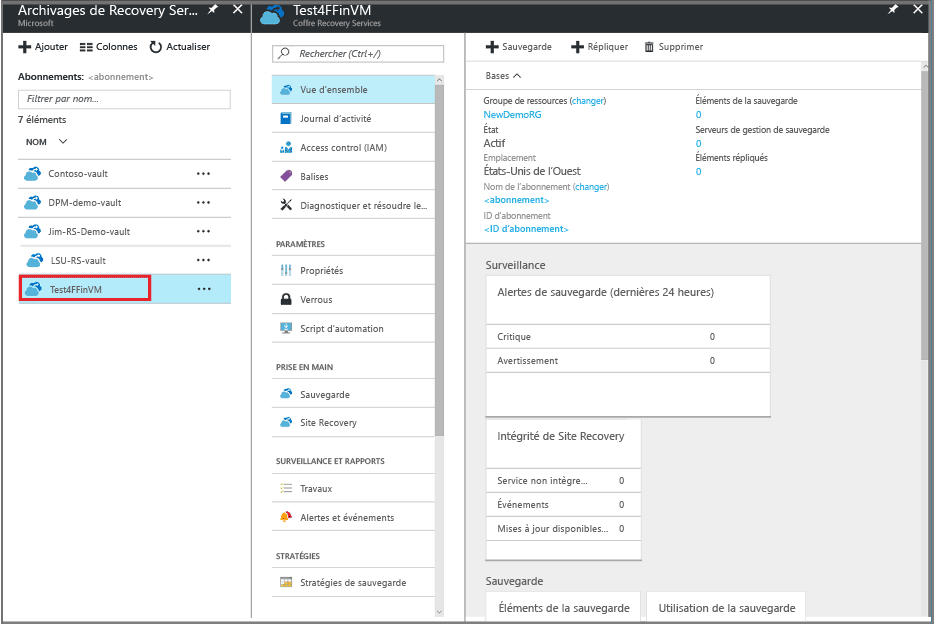 Archivages de Recovery Ser...
Microsoft
Ajouter
Colonnes
Actualiser
Abonnements: <abonnement>
Filtrer par nom...
7 éléments
NOM
Contoso-vault
DPM-demo-vault
Jim-RS-Demo-vault
LSU-RS-vault
Test4FFinVM
Test4FFinVM
Coffre Recovery Services
Rechercher (Ctrl+/)
Vue d'ensemble
Journal d'activité
Access control (IAM)
Balises
Diagnostiquer et résoudre le...
PARAMÈTRES
Propriétés
Verrous
Script d'automation
PRISE EN MAIN
Sauvegarde
Site Recovery
SURVEILLANCE ET RAPPORTS
Travaux
Alertes et événements
STRATÉGIES
Stratégies de sauvegarde
Sauvegarde
Répliquer
Supprimer
Bases
Groupe de ressources (changer)
NewDemoRG
État
Actif
Emplacement
États-Unis de l'Ouest
Nom de l'abonnement (changer)
<abonnement>
ID d'abonnement
<ID d'abonnement>
Éléments de la sauvegarde
0
Serveurs de gestion de sauvegarde
0
Éléments répliqués
0
Surveillance
Alertes de sauvegarde (dernières 24 heures)
Critique 0
Avertissement 0
Intégrité de Site Recovery
Service non intègre... 0
Événements 0
Mises à jour disponibles... 0
Sauvegarde
Éléments de la sauvegarde
Utilisation de la sauvegarde